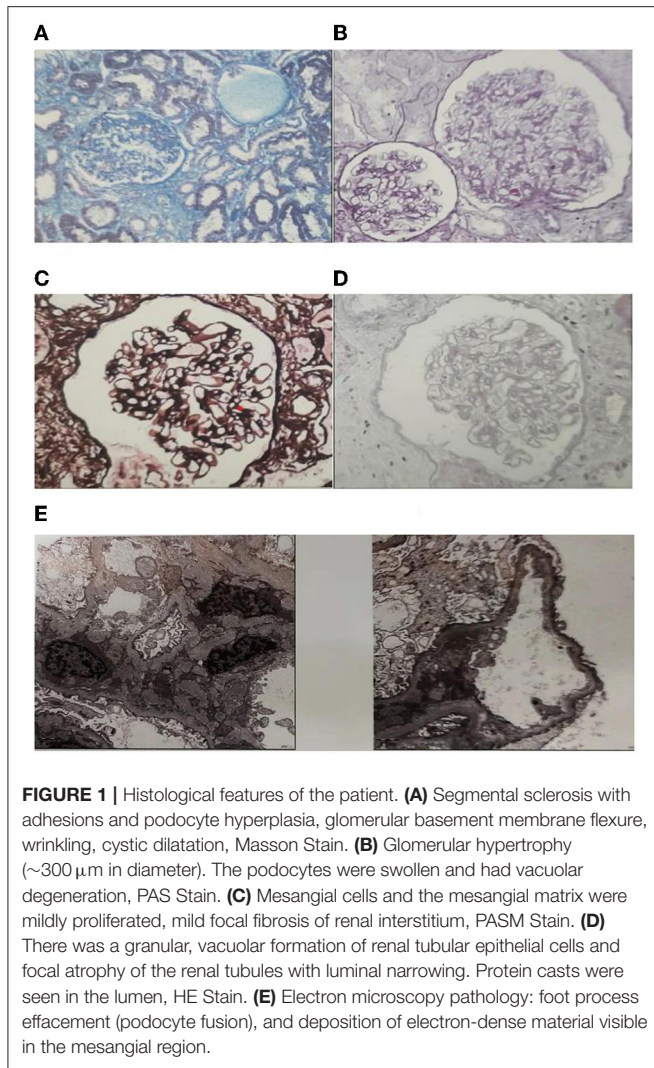 A
B
C
D
E
FIGURE 1 | Histological features of the patient. (A) Segmental sclerosis with
adhesions and podocyte hyperplasia, glomerular basement membrane flexure,
wrinkling, cystic dilatation, Masson Stain. (B) Glomerular hypertrophy
(~300 μm in diameter). The podocytes were swollen and had vacuolar
degeneration, PAS Stain. (C) Mesangial cells and the mesangial matrix were
mildly proliferated, mild focal fibrosis of renal interstitium, PASM Stain. (D)
There was a granular, vacuolar formation of renal tubular epithelial cells and
focal atrophy of the renal tubules with luminal narrowing. Protein casts were
seen in the lumen, HE Stain. (E) Electron microscopy pathology: foot process
effacement (podocyte fusion), and deposition of electron-dense material visible
in the mesangial region.